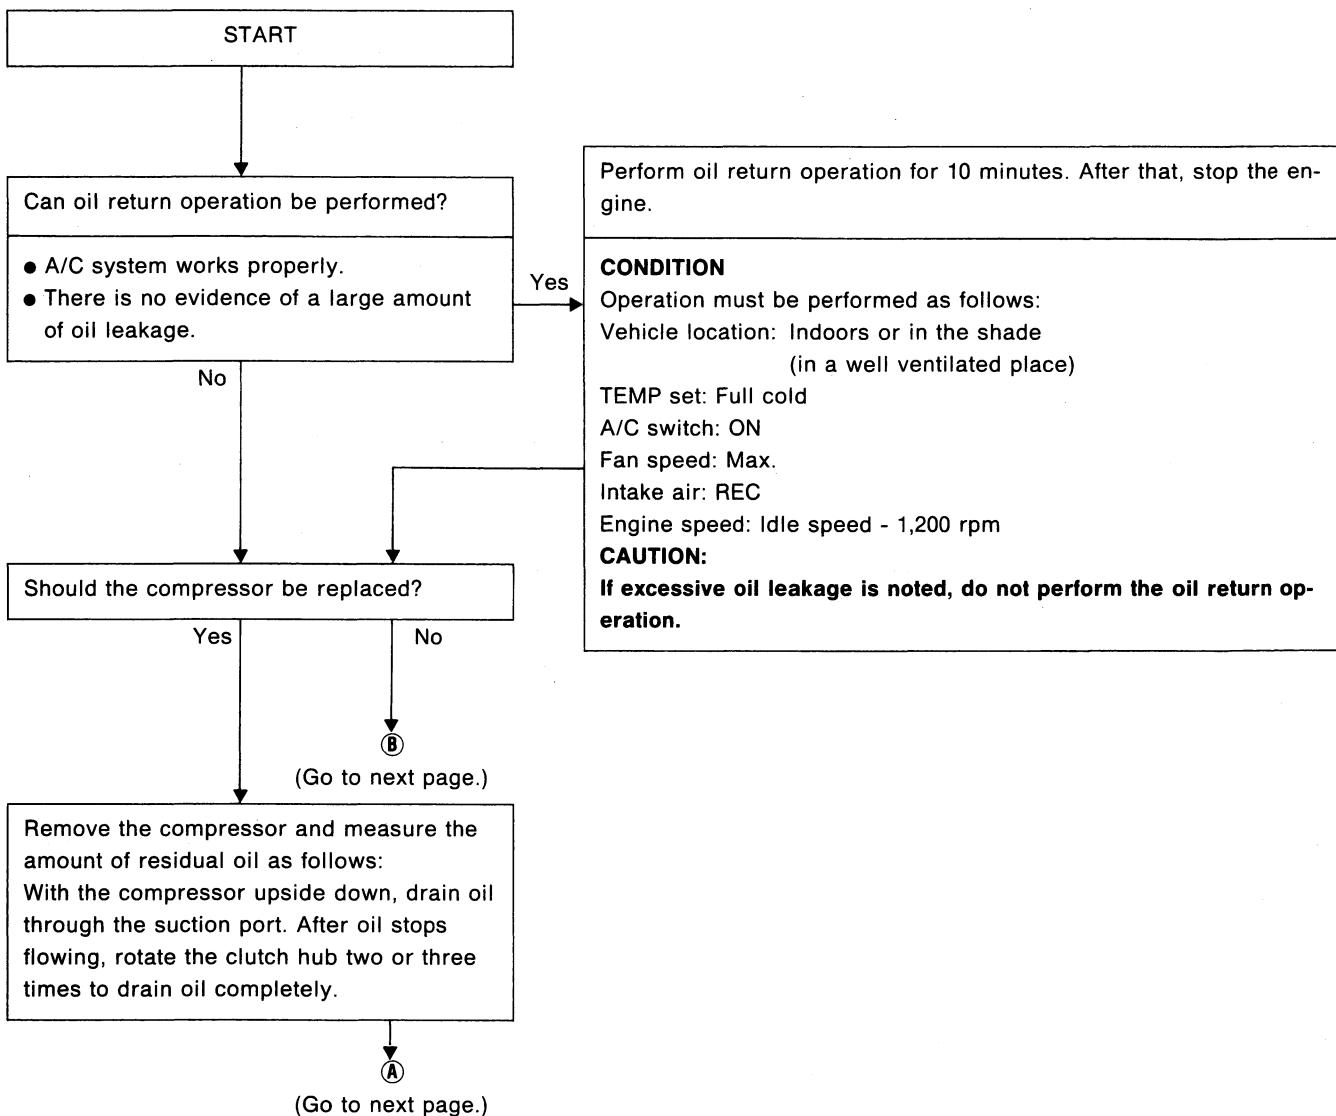 START
Can oil return operation be performed?
● A/C system works properly.
● There is no evidence of a large amount
of oil leakage.
Yes
No
Perform oil return operation for 10 minutes. After that, stop the en-
gine.
CONDITION
Operation must be performed as follows:
Vehicle location: Indoors or in the shade
(in a well ventilated place)
TEMP set: Full cold
A/C switch: ON
Fan speed: Max.
Intake air: REC
Engine speed: Idle speed - 1,200 rpm
CAUTION:
If excessive oil leakage is noted, do not perform the oil return op-
eration.
Should the compressor be replaced?
Yes
No
B
(Go to next page.)
Remove the compressor and measure the
amount of residual oil as follows:
With the compressor upside down, drain oil
through the suction port. After oil stops
flowing, rotate the clutch hub two or three
times to drain oil completely.
A
(Go to next page.)